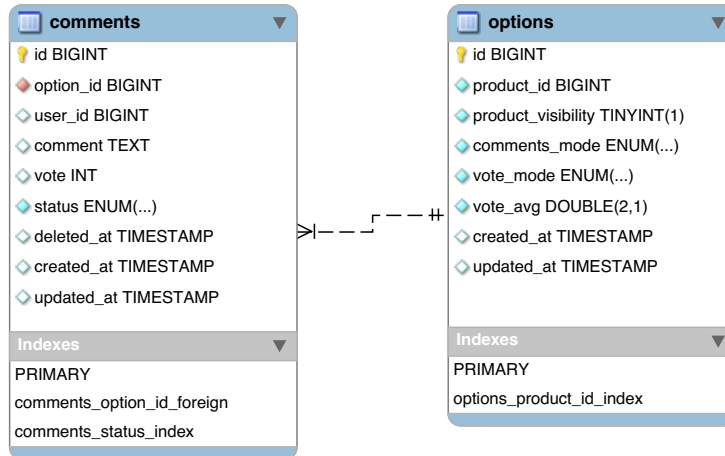 comments
id BIGINT
option_id BIGINT
user_id BIGINT
comment TEXT
vote INT
status ENUM(...)
deleted_at TIMESTAMP
created_at TIMESTAMP
updated_at TIMESTAMP
Indexes
PRIMARY
comments_option_id_foreign
comments_status_index
options
id BIGINT
product_id BIGINT
product_visibility TINYINT(1)
comments_mode ENUM(...)
vote_mode ENUM(...)
vote_avg DOUBLE(2,1)
created_at TIMESTAMP
updated_at TIMESTAMP
Indexes
PRIMARY
options_product_id_index